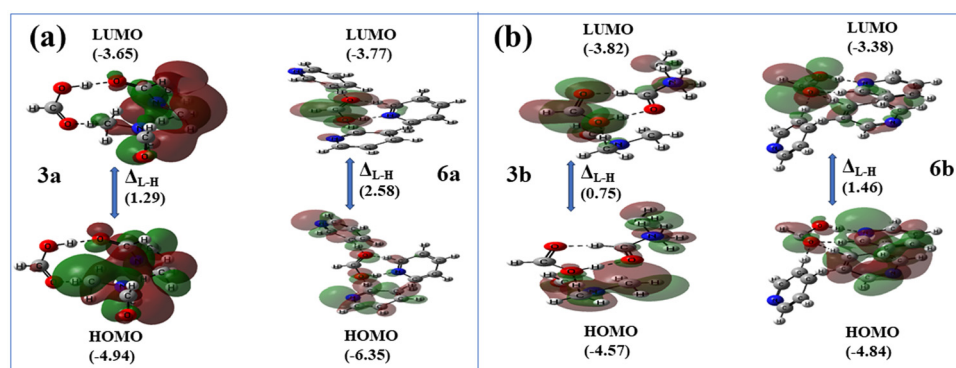 (a)
LUMO
(-3.65)
LUMO
(-3.77)
3a
ΔL-H
(1.29)
ΔL-H
(2.58)
6a
HOMO
(-4.94)
HOMO
(-6.35)
(b)
LUMO
(-3.82)
LUMO
(-3.38)
3b
ΔL-H
(0.75)
ΔL-H
(1.46)
6b
HOMO
(-4.57)
HOMO
(-4.84)